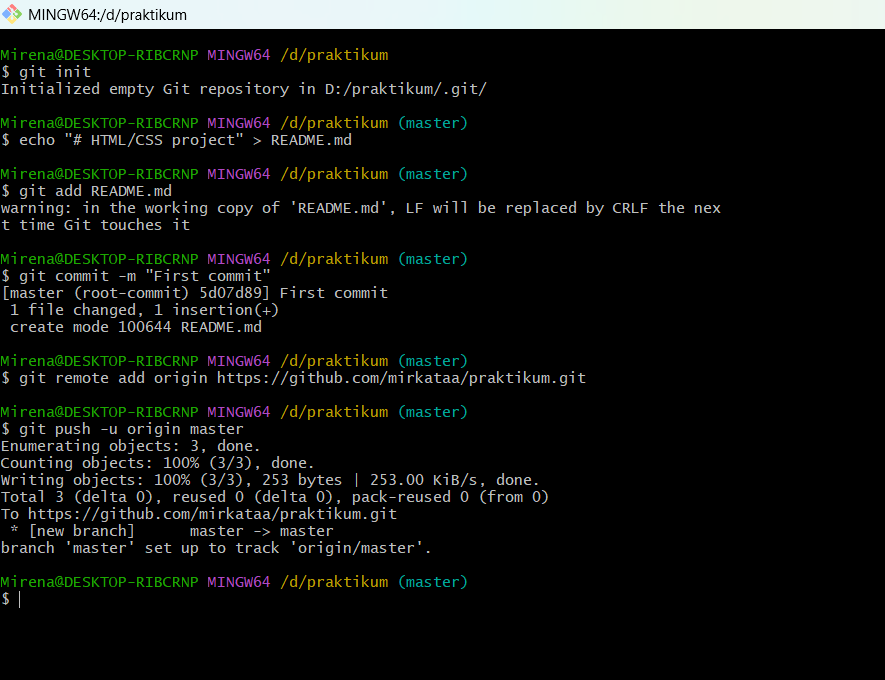 MINGW64:/d/praktikum
Mirena@DESKTOP-RIBCRNP MINGW64 /d/praktikum
$ git init
Initialized empty Git repository in D:/praktikum/.git/
Mirena@DESKTOP-RIBCRNP MINGW64 /d/praktikum (master)
$ echo "# HTML/CSS project" > README.md
Mirena@DESKTOP-RIBCRNP MINGW64 /d/praktikum (master)
$ git add README.md
warning: in the working copy of 'README.md', LF will be replaced by CRLF the nex
t time Git touches it
Mirena@DESKTOP-RIBCRNP MINGW64 /d/praktikum (master)
$ git commit -m "First commit"
[master (root-commit) 5d07d89] First commit
 1 file changed, 1 insertion(+)
 create mode 100644 README.md
Mirena@DESKTOP-RIBCRNP MINGW64 /d/praktikum (master)
$ git remote add origin https://github.com/mirkataa/praktikum.git
Mirena@DESKTOP-RIBCRNP MINGW64 /d/praktikum (master)
$ git push -u origin master
Enumerating objects: 3, done.
Counting objects: 100% (3/3), done.
Writing objects: 100% (3/3), 253 bytes | 253.00 KiB/s, done.
Total 3 (delta 0), reused 0 (delta 0), pack-reused 0 (from 0)
To https://github.com/mirkataa/praktikum.git
 * [new branch]      master -> master
branch 'master' set up to track 'origin/master'.
Mirena@DESKTOP-RIBCRNP MINGW64 /d/praktikum (master)
$